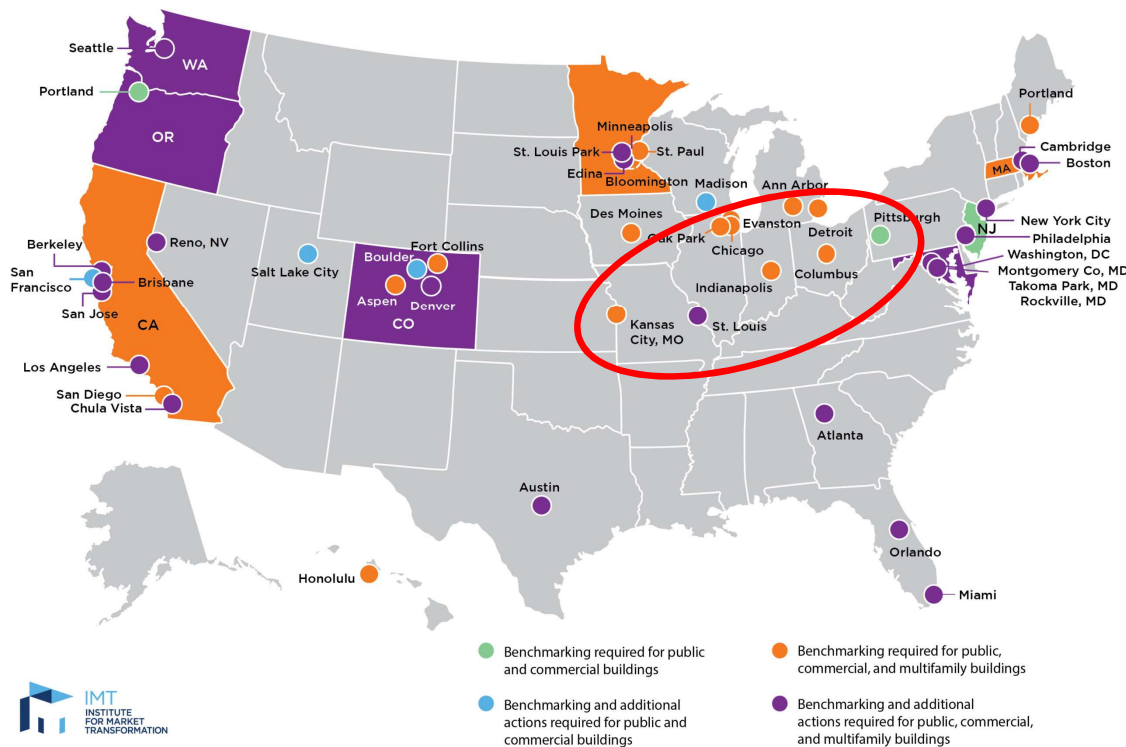 Seattle
WA
Portland
OR
Berkeley
San
Francisco
San Jose
Brisbane
Reno, NV
CA
Los Angeles
San Diego
Chula Vista
Salt Lake City
Fort Collins
Boulder
Aspen
Denver
CO
Minneapolis
St. Louis Park
St. Paul
Edina
Bloomington
Madison
Ann Arbor
Des Moines
Oak Park
Evanston
Chicago
Detroit
Indianapolis
Columbus
Pittsburgh
Kansas
City, MO
St. Louis
Portland
Cambridge
MA
Boston
New York City
NJ
Philadelphia
Washington, DC
Montgomery Co, MD
Takoma Park, MD
Rockville, MD
Atlanta
Austin
Orlando
Miami
Honolulu
Benchmarking required for public
and commercial buildings
Benchmarking required for public,
commercial, and multifamily buildings
Benchmarking and additional
actions required for public and
commercial buildings
Benchmarking and additional
actions required for public, commercial,
and multifamily buildings
IMT
INSTITUTE
FOR MARKET
TRANSFORMATION